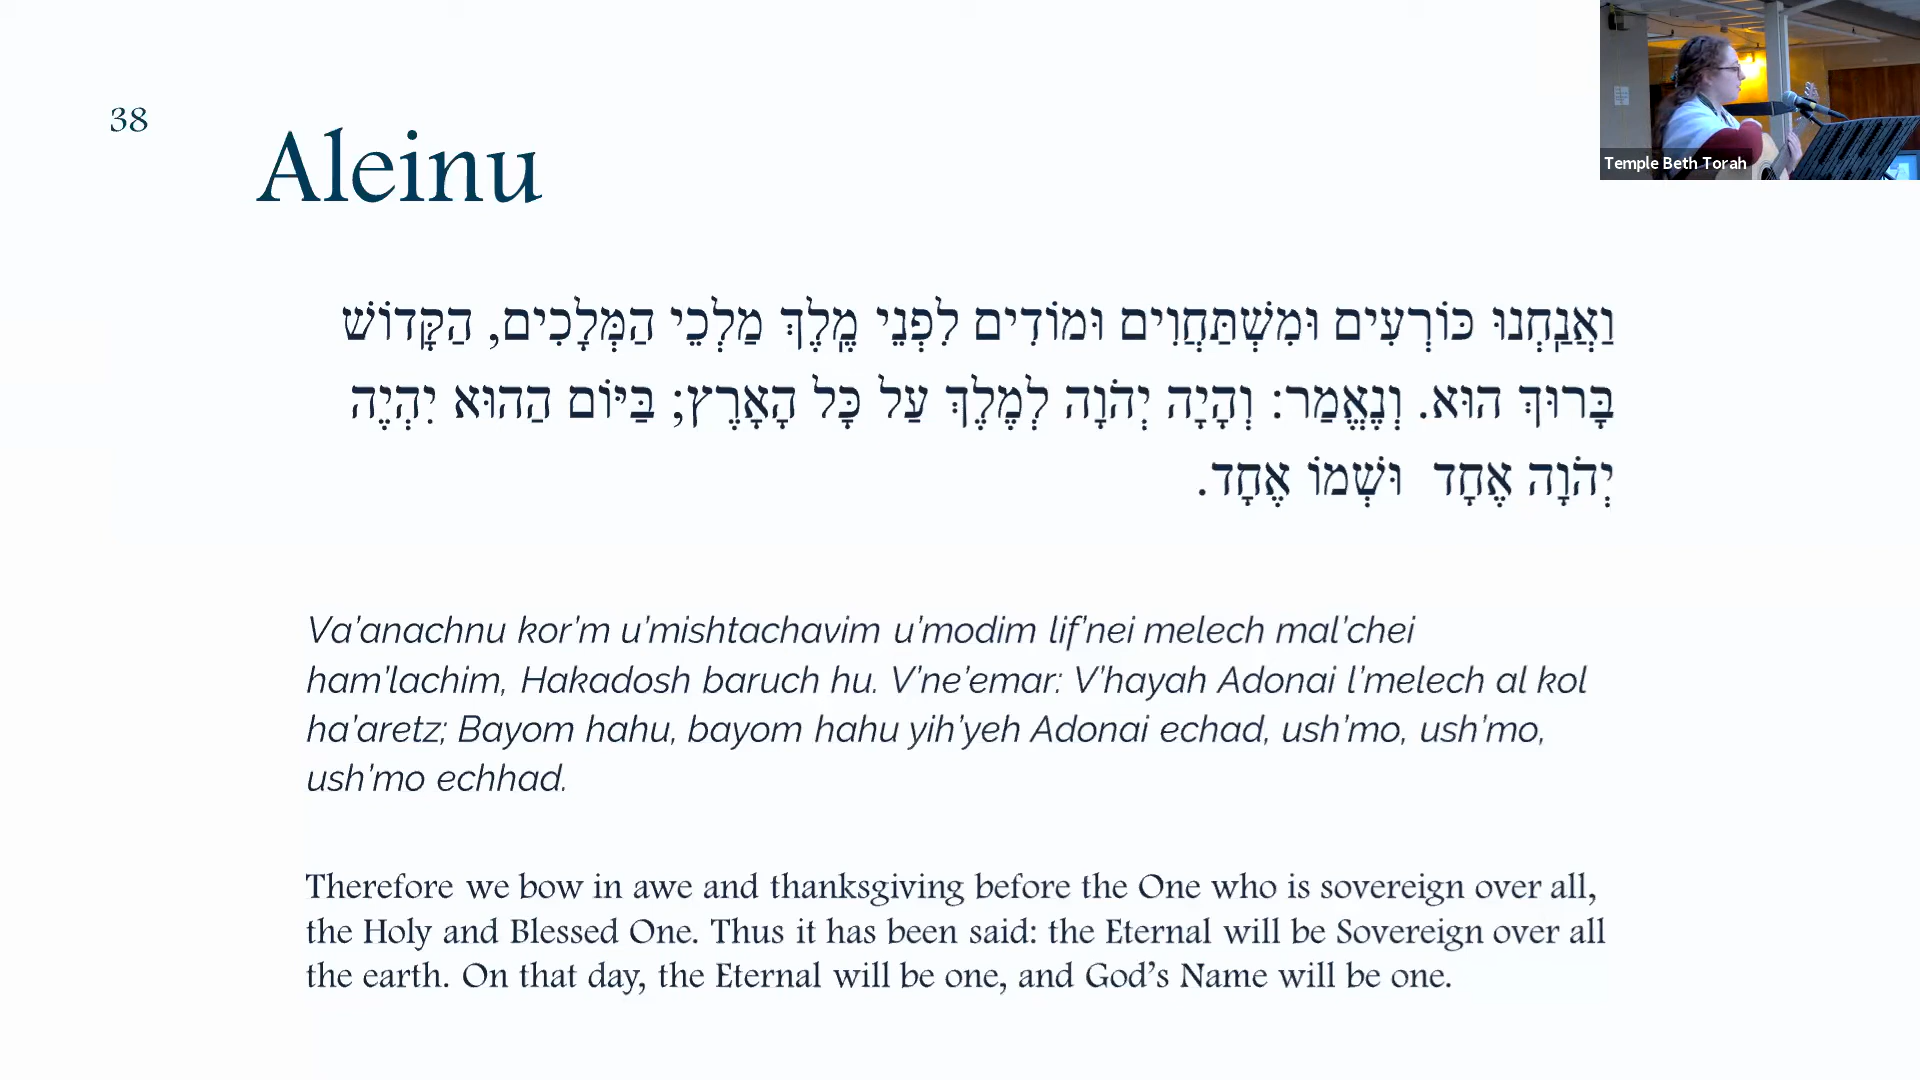 38
Aleinu
Temple Beth Torah
וַאֲנַֽחְנוּ כּוֹרְעִים וּמִשְׁתַּחֲוִים וּמוֹדִים לִפְנֵי מֶֽלֶךְ מַלְכֵי הַמְּלָכִים, הַקָּדוֹשׁ
בָּרוּךְ הוּא. וְנֶאֱמַר: וְהָיָה יְהֹוָה לְמֶלֶךְ עַל כָּל הָאָרֶץ; בַּיּוֹם הַהוּא יִהְיֶה
יְהֹוָה אֶחָד וּשְׁמוֹ אֶחָד.
Va’anachnu kor’m u’mishtachavim u’modim lif’nei melech mal’chei
ham’lachim, Hakadosh baruch hu. V’ne’emar: V’hayah Adonai l’melech al kol
ha’aretz; Bayom hahu, bayom hahu yih’yeh Adonai echad, ush’mo, ush’mo,
ush’mo echhad.
Therefore we bow in awe and thanksgiving before the One who is sovereign over all,
the Holy and Blessed One. Thus it has been said: the Eternal will be Sovereign over all
the earth. On that day, the Eternal will be one, and God’s Name will be one.